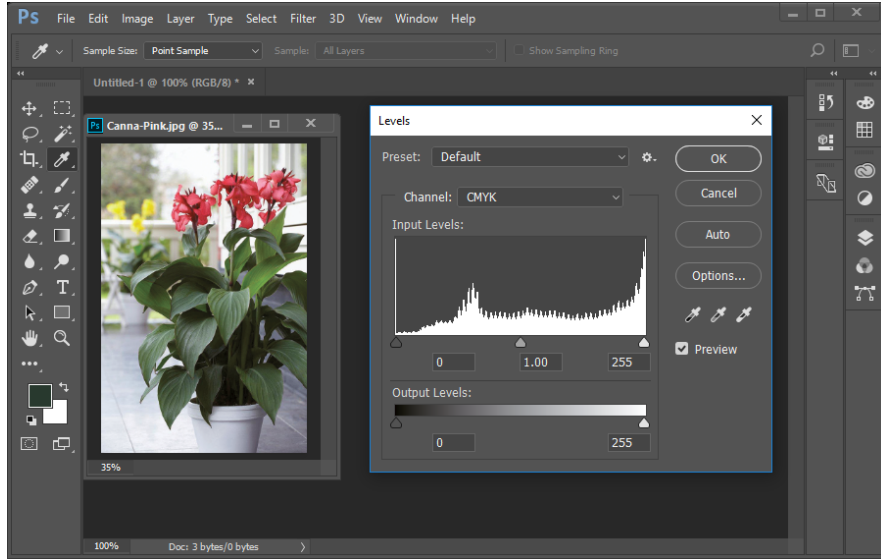 Ps File Edit Image Layer Type Select Filter 3D View Window Help
Sample Size: Point Sample Sample: All Layers Show Sampling Ring
Untitled-1 @ 100% (RGB/8) * ×
Ps Canna-Pink.jpg @ 35...
35%
Levels
Preset: Default
OK
Channel: CMYK
Cancel
Input Levels:
Auto
Options...
0 1.00 255
Preview
Output Levels:
0 255
T
100% Doc: 3 bytes/0 bytes